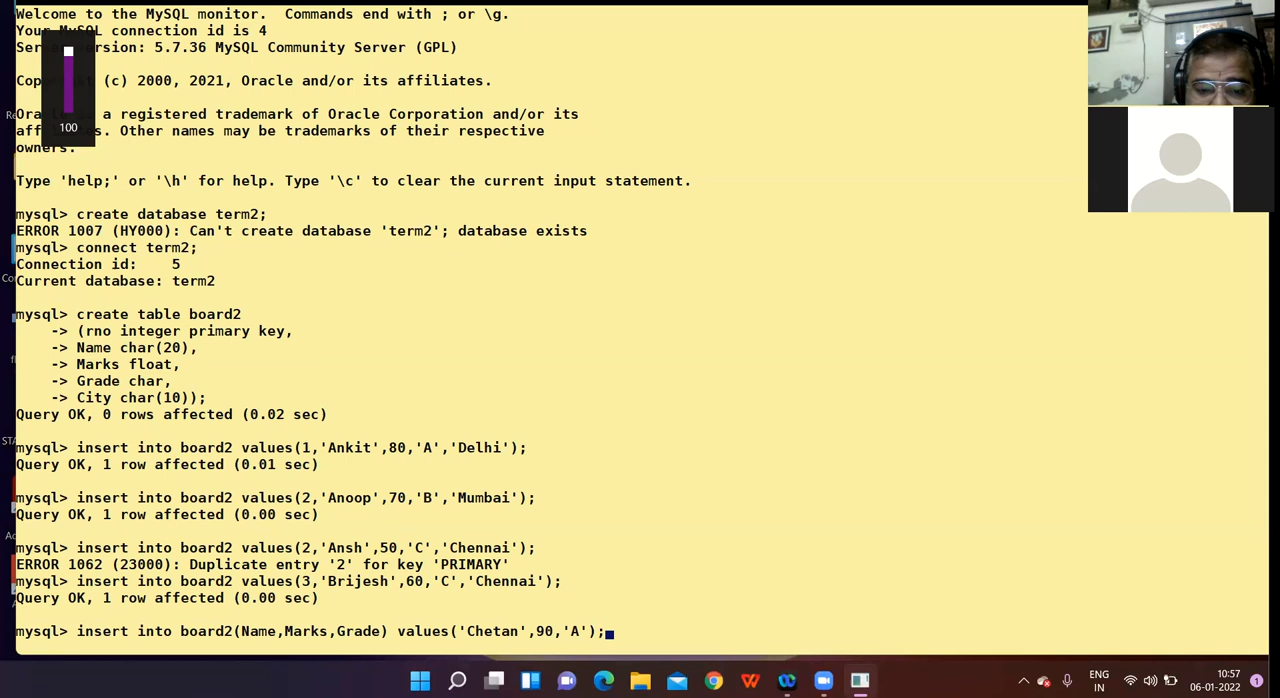 Welcome to the MySQL monitor.  Commands end with ; or \g.
Your MySQL connection id is 4
Server version: 5.7.36 MySQL Community Server (GPL)
(c) 2000, 2021, Oracle and/or its affiliates.
a registered trademark of Oracle Corporation and/or its
Other names may be trademarks of their respective
owners.
100
Type 'help;' or '\h' for help. Type '\c' to clear the current input statement.
mysql> create database term2;
ERROR 1007 (HY000): Can't create database 'term2'; database exists
mysql> connect term2;
Connection id:    5
Current database: term2
mysql> create table board2
    -> (rno integer primary key,
    -> Name char(20),
    -> Marks float,
    -> Grade char,
    -> City char(10));
Query OK, 0 rows affected (0.02 sec)
mysql> insert into board2 values(1,'Ankit',80,'A','Delhi');
Query OK, 1 row affected (0.01 sec)
mysql> insert into board2 values(2,'Anoop',70,'B','Mumbai');
Query OK, 1 row affected (0.00 sec)
mysql> insert into board2 values(2,'Ansh',50,'C','Chennai');
ERROR 1062 (23000): Duplicate entry '2' for key 'PRIMARY'
mysql> insert into board2 values(3,'Brijesh',60,'C','Chennai');
Query OK, 1 row affected (0.00 sec)
mysql> insert into board2(Name,Marks,Grade) values('Chetan',90,'A');
ENG
IN
10:57
06-01-2022
1